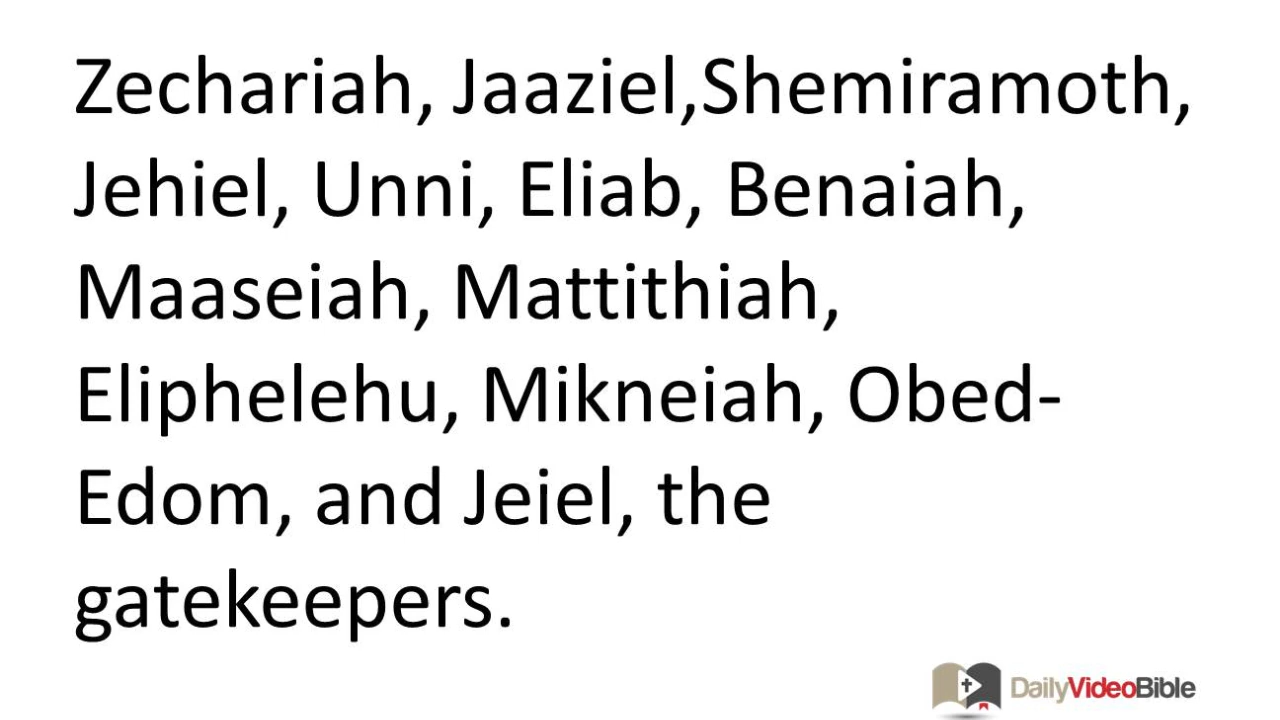 Zechariah, Jaaziel,Shemiramoth,
Jehiel, Unni, Eliab, Benaiah,
Maaseiah, Mattithiah,
Eliphelehu, Mikneiah, Obed-
Edom, and Jeiel, the
gatekeepers.
DailyVideoBible